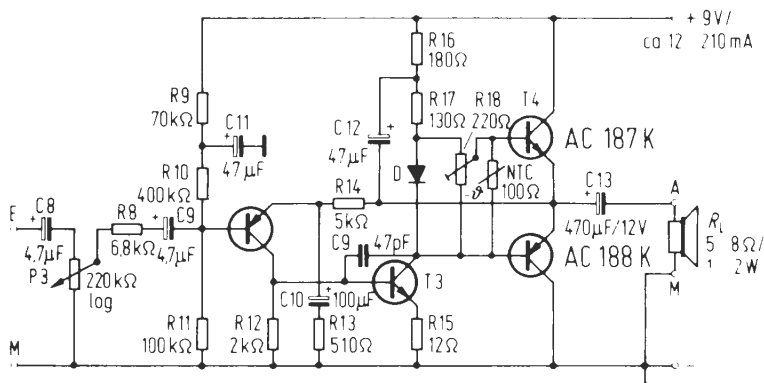 + 9V/
ca 12 210mA
R16
180Ω
R9
70kΩ
C11
+
47µF
R17
130Ω
R18
220Ω
T4
AC 187 K
C12
+
47µF
R10
400kΩ
D
-ϑ
NTC
100Ω
R14
5kΩ
C13
+
470µF/12V
A
E
C8
+
4,7µF
R8
6,8kΩ
C9
+
4,7µF
C9
47pF
AC 188 K
RL
5
1
8Ω/
2W
P3
220kΩ
log
T3
C10
+
100µF
M
M
R11
100kΩ
R12
2kΩ
R13
510Ω
R15
12Ω
-